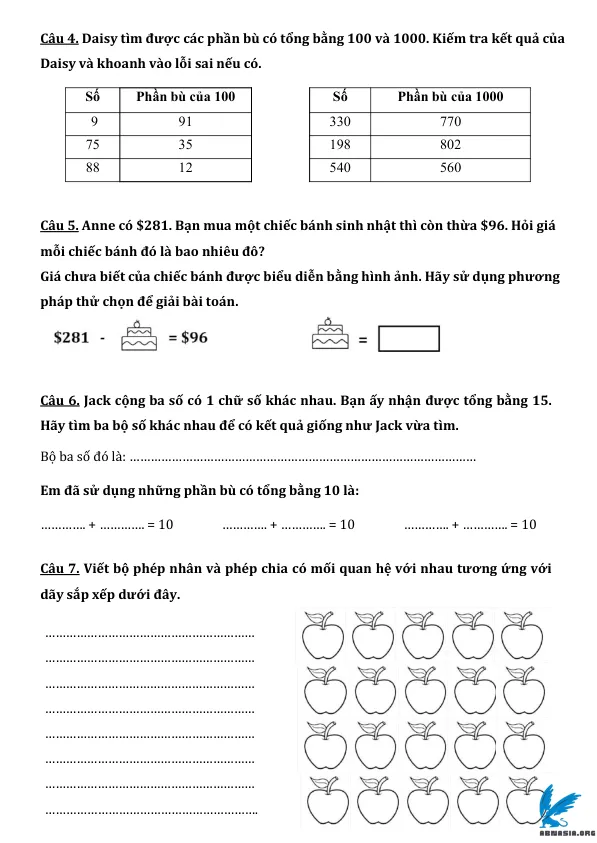 Câu 4. Daisy tìm được các phần bù có tổng bằng 100 và 1000. Kiểm tra kết quả của
Daisy và khoanh vào lỗi sai nếu có.
Số Phần bù của 100
9 91
75 35
88 12
Số Phần bù của 1000
330 770
198 802
540 560
Câu 5. Anne có $281. Bạn mua một chiếc bánh sinh nhật thì còn thừa $96. Hỏi giá
mỗi chiếc bánh đó là bao nhiêu đô?
Giá chưa biết của chiếc bánh được biểu diễn bằng hình ảnh. Hãy sử dụng phương
pháp thử chọn để giải bài toán.
$281 - = $96 =
Câu 6. Jack cộng ba số có 1 chữ số khác nhau. Bạn ấy nhận được tổng bằng 15.
Hãy tìm ba bộ số khác nhau để có kết quả giống như Jack vừa tìm.
Bộ ba số đó là: ……………………………………………………………………………………
Em đã sử dụng những phần bù có tổng bằng 10 là:
…………. + …………. = 10 …………. + …………. = 10 …………. + …………. = 10
Câu 7. Viết bộ phép nhân và phép chia có mối quan hệ với nhau tương ứng với
dãy sắp xếp dưới đây.
……………………………………………………
……………………………………………………
……………………………………………………
……………………………………………………
……………………………………………………
……………………………………………………
……………………………………………………
…………………………………………………….
ABNASIA.ORG